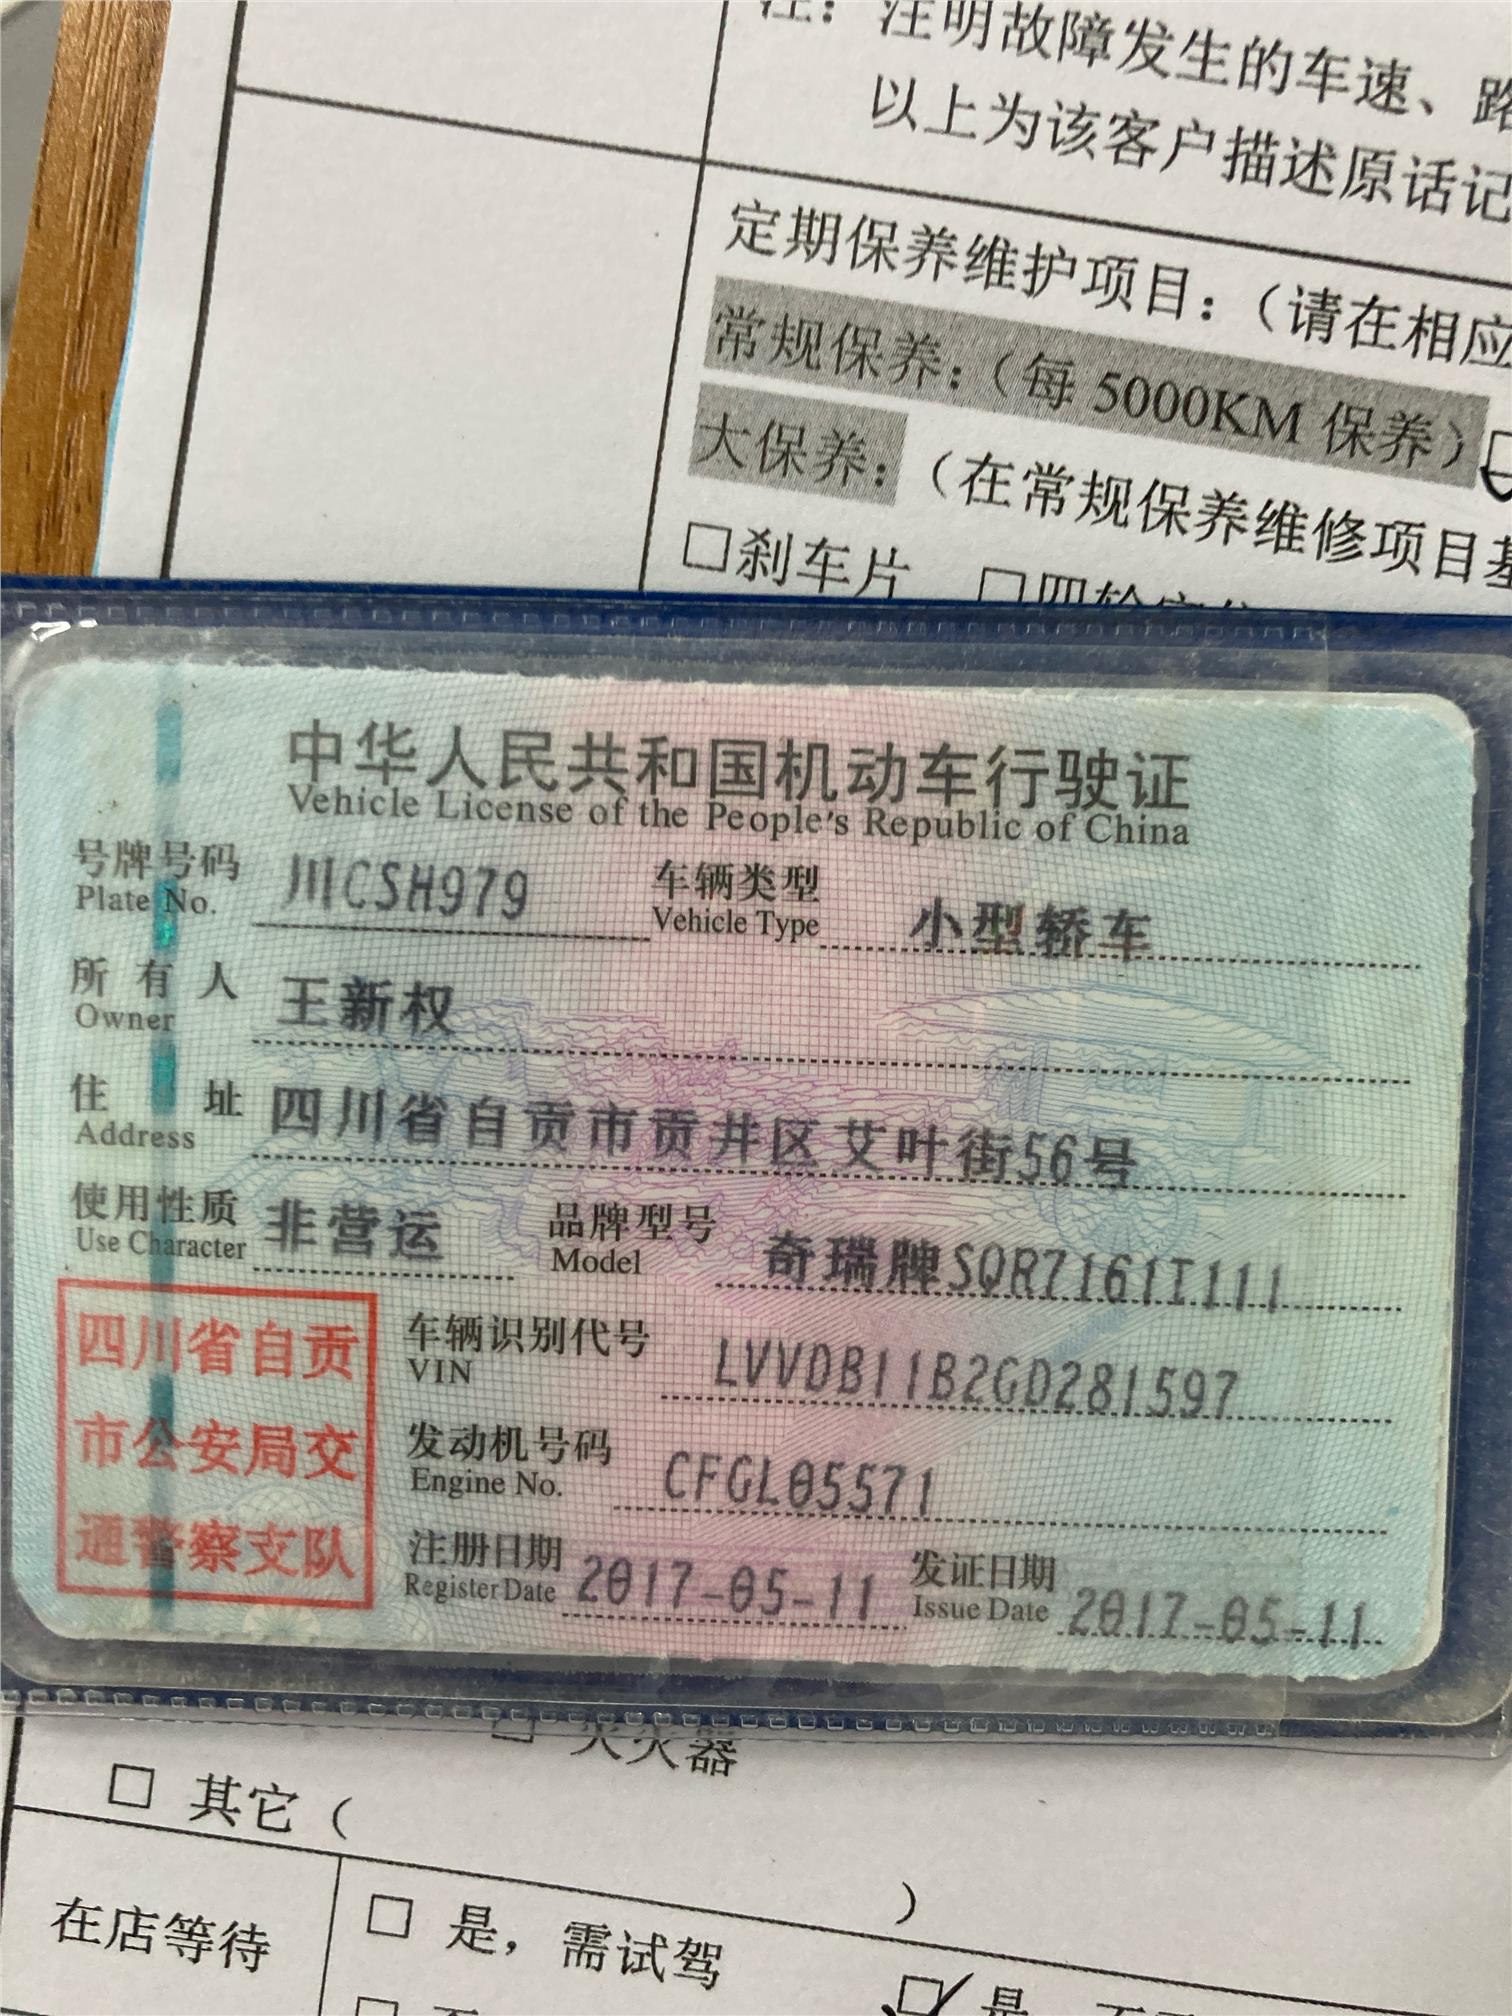 注：注明故障发生的车速、路
以上为该客户描述原话记
定期保养维护项目：（请在相应
常规保养：（每 5000KM 保养）
大保养：（在常规保养维修项目基
□刹车片 □四轮定位
中华人民共和国机动车行驶证
Vehicle License of the People's Republic of China
号牌号码 川CSH979 车辆类型 小型轿车
Plate No. Vehicle Type
所有人 王新权
Owner
住址 四川省自贡市贡井区艾叶街56号
Address
使用性质 非营运 品牌型号 奇瑞牌SQR7161T111
Use Character Model
四川省自贡
市公安局交
通警察支队
车辆识别代号 LVVDB11B2GD281597
VIN
发动机号码 CFGL05571
Engine No.
注册日期 2017-05-11 发证日期 2017-05-11
Register Date Issue Date
□ 灭火器
□ 其它（ ）
在店等待
□ 是，需试驾
□ 是，不